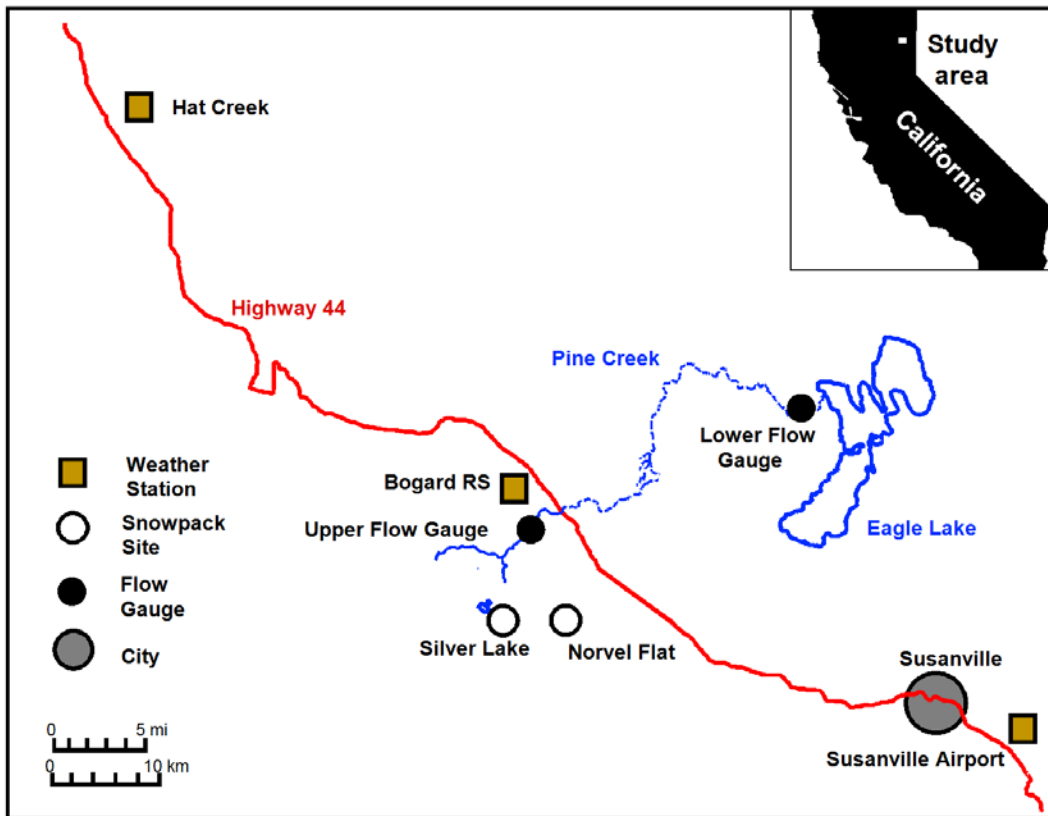 Study
area
California
Hat Creek
Highway 44
Pine Creek
Lower Flow
Gauge
Eagle Lake
Bogard RS
Upper Flow Gauge
Silver Lake
Norvel Flat
Susanville
Susanville Airport
Weather
Station
Snowpack
Site
Flow
Gauge
City
0 5 mi
0 10 km